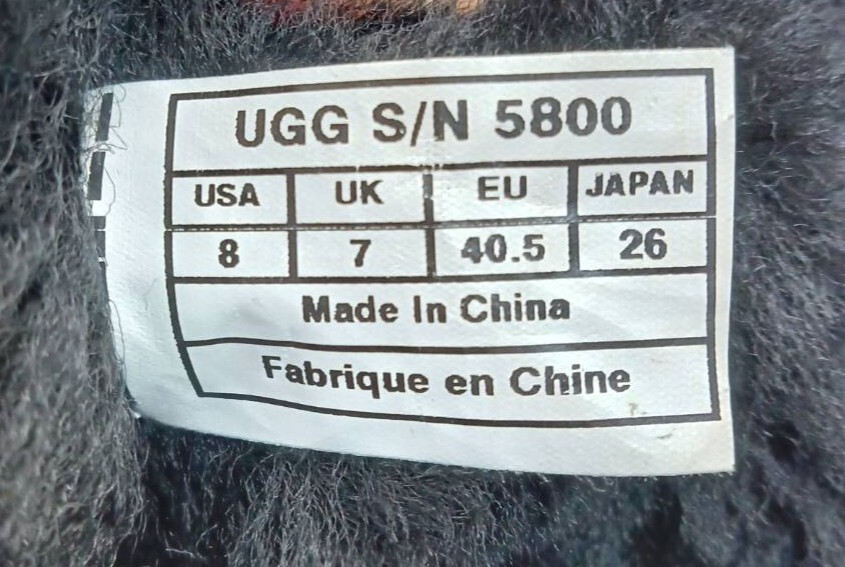 UGG S/N 5800
USA UK EU JAPAN
8 7 40.5 26
Made In China
Fabrique en Chine